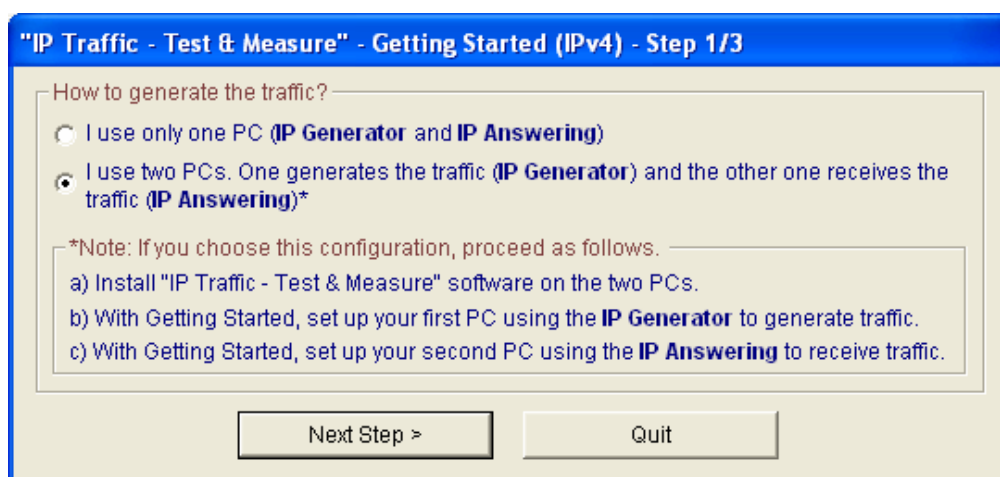 "IP Traffic - Test & Measure" - Getting Started (IPv4) - Step 1/3
How to generate the traffic?
I use only one PC (IP Generator and IP Answering)
I use two PCs. One generates the traffic (IP Generator) and the other one receives the
traffic (IP Answering)*
*Note: If you choose this configuration, proceed as follows.
a) Install "IP Traffic - Test & Measure" software on the two PCs.
b) With Getting Started, set up your first PC using the IP Generator to generate traffic.
c) With Getting Started, set up your second PC using the IP Answering to receive traffic.
Next Step >
Quit